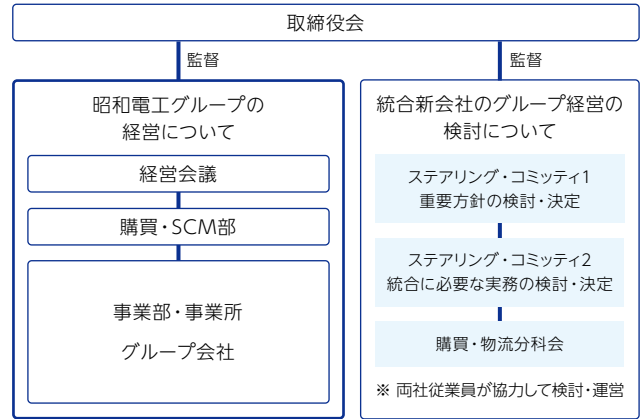 取締役会
監督
監督
昭和電工グループの
経営について
経営会議
購買・SCM部
事業部・事業所
グループ会社
統合新会社のグループ経営の
検討について
ステアリング・コミッティ1
重要方針の検討・決定
ステアリング・コミッティ2
統合に必要な実務の検討・決定
購買・物流分科会
※ 両社従業員が協力して検討・運営